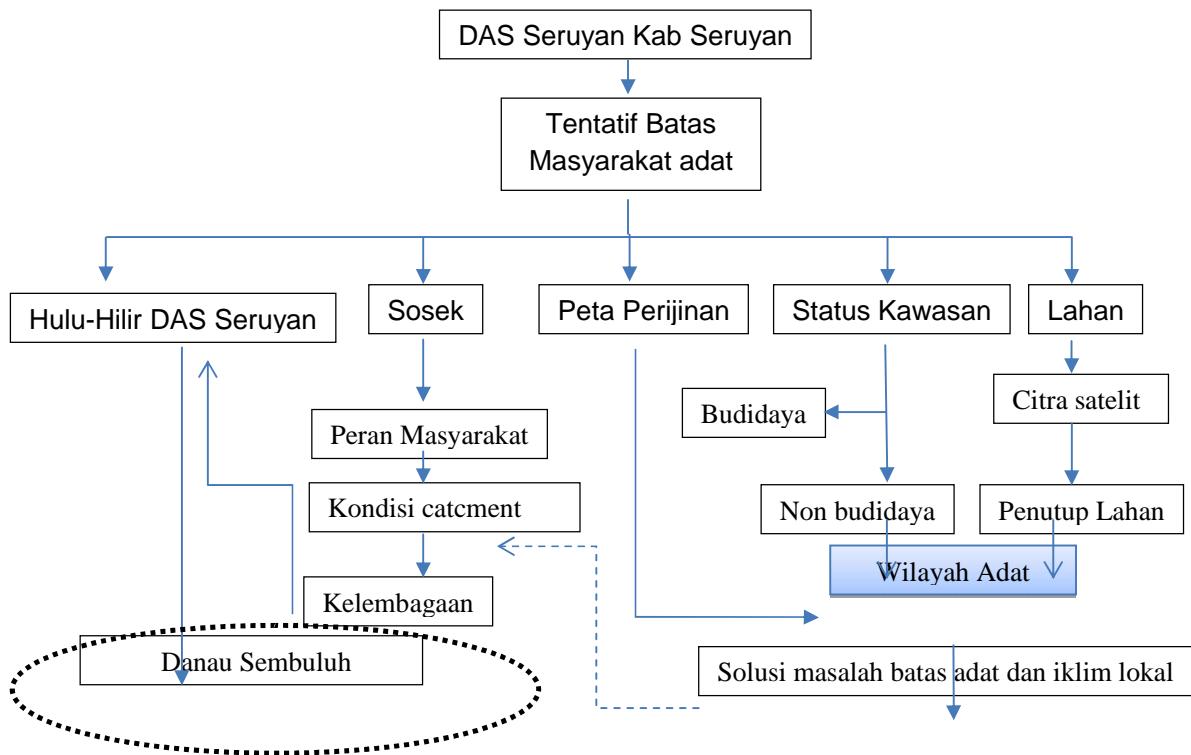 DAS Seruyan Kab Seruyan
Tentatif Batas
Masyarakat adat
Hulu-Hilir DAS Seruyan
Sosek
Peta Perijinan
Status Kawasan
Lahan
Budidaya
Citra satelit
Peran Masyarakat
Kondisi catcment
Non budidaya
Penutup Lahan
Wilayah Adat
Kelembagaan
Danau Sembuluh
Solusi masalah batas adat dan iklim lokal